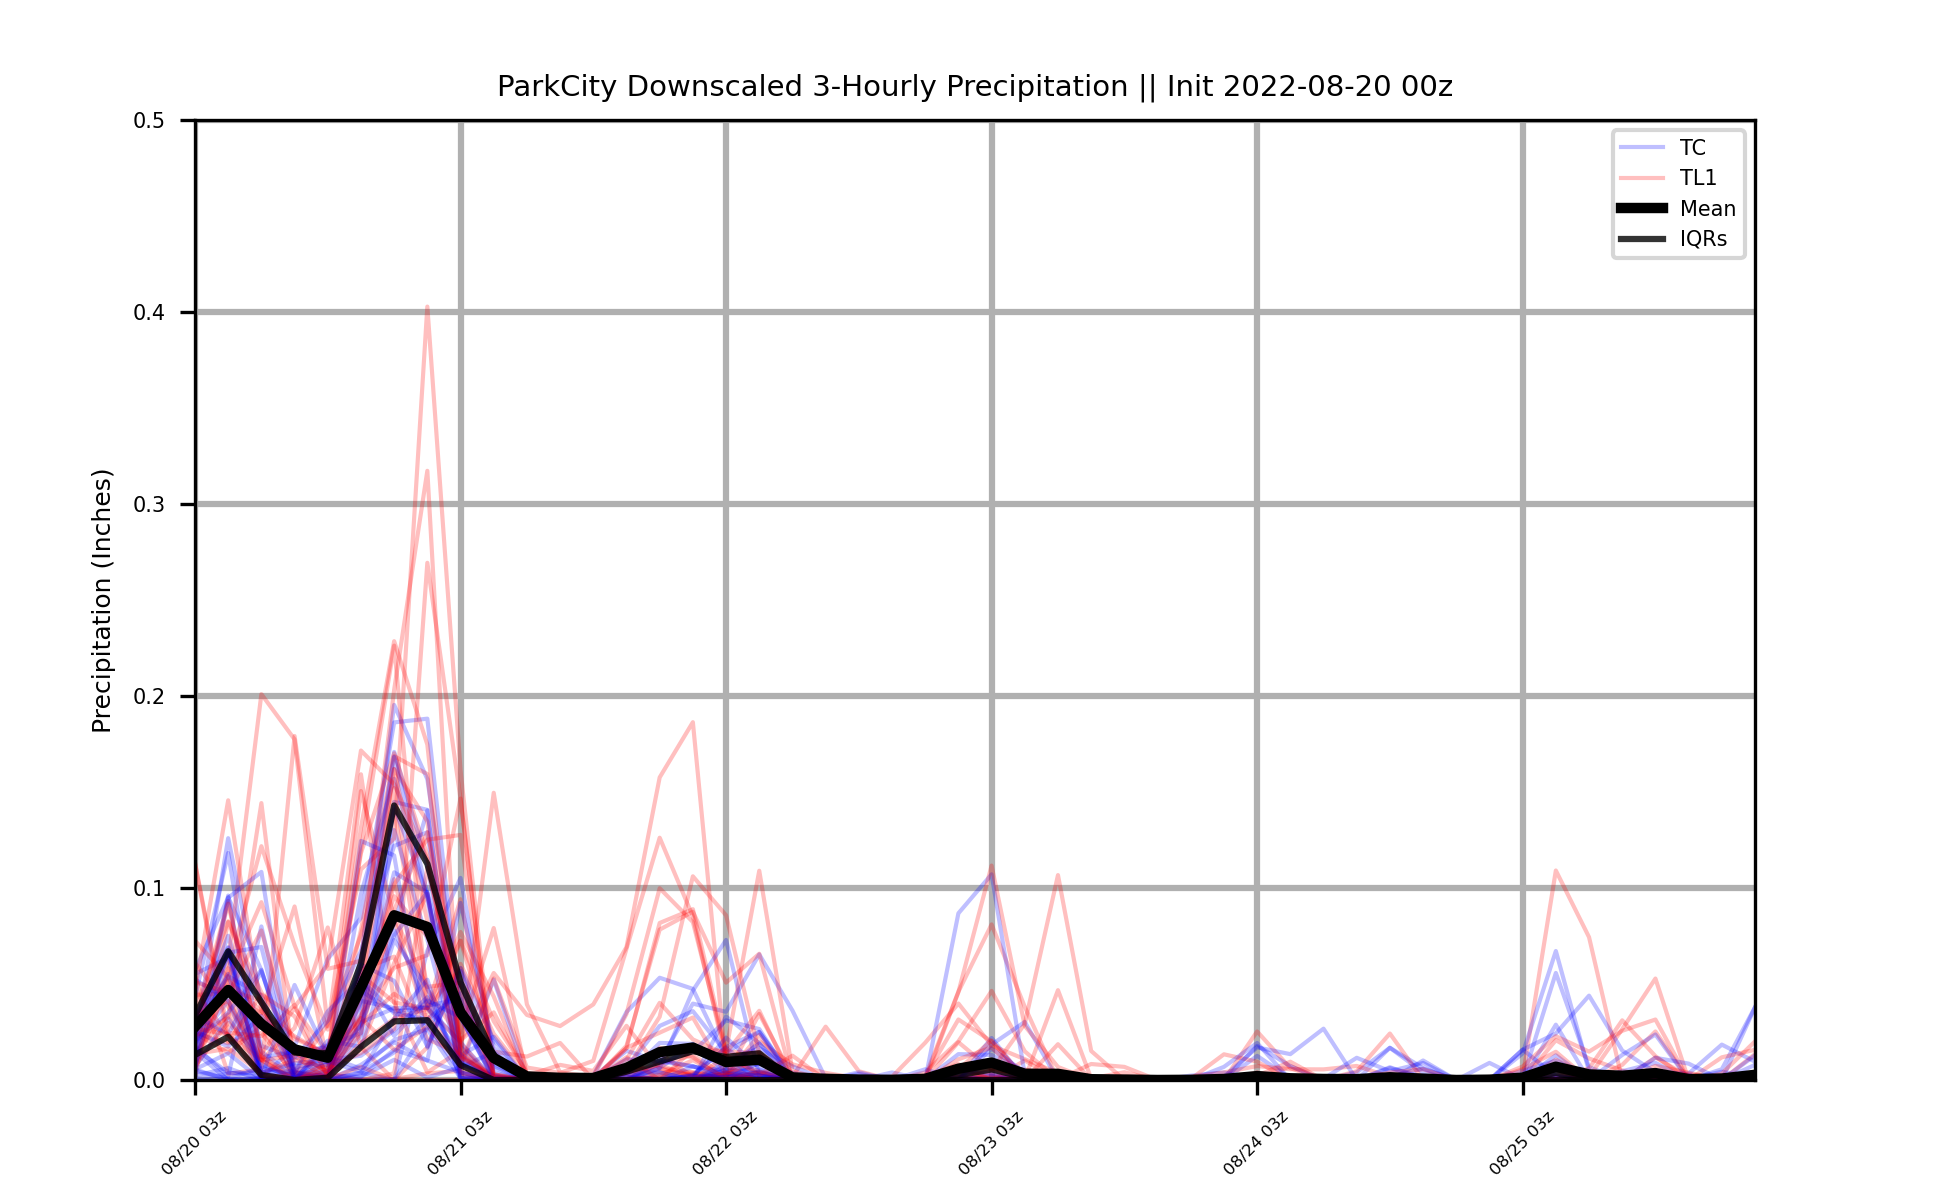 ParkCity Downscaled 3-Hourly Precipitation || Init 2022-08-20 00z
Precipitation (Inches)
0.5
0.4
0.3
0.2
0.1
0.0
TC
TL1
Mean
IQRs
08/20 03z
08/21 03z
08/22 03z
08/23 03z
08/24 03z
08/25 03z